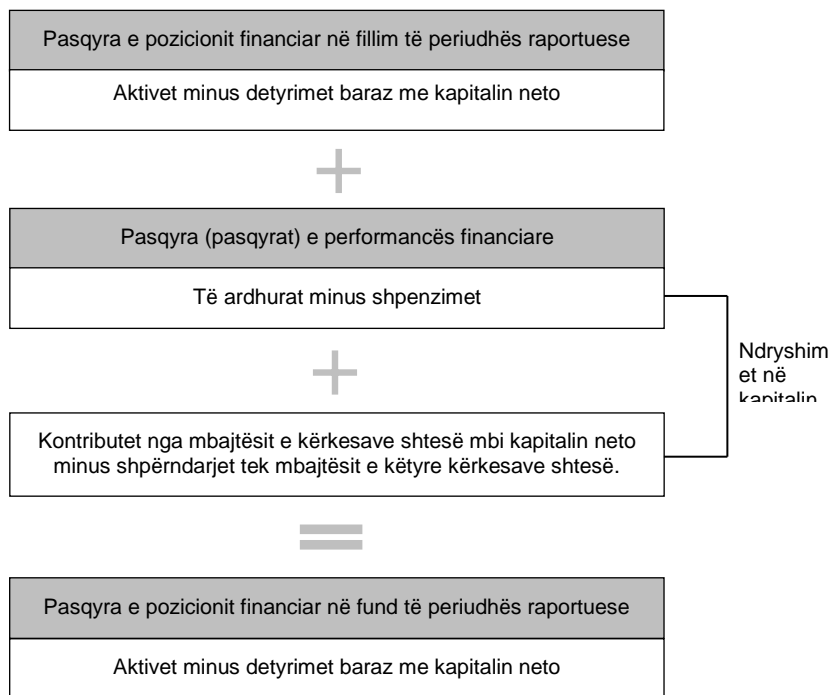 Pasqyra e pozicionit financiar në fillim të periudhës raportuese
Aktivet minus detyrimet baraz me kapitalin neto
+
Pasqyra (pasqyrat) e performancës financiare
Të ardhurat minus shpenzimet
+
Ndryshim
et në
kapitalin
Kontributet nga mbajtësit e kërkesave shtesë mbi kapitalin neto
minus shpërndarjet tek mbajtësit e këtyre kërkesave shtesë.
=
Pasqyra e pozicionit financiar në fund të periudhës raportuese
Aktivet minus detyrimet baraz me kapitalin neto